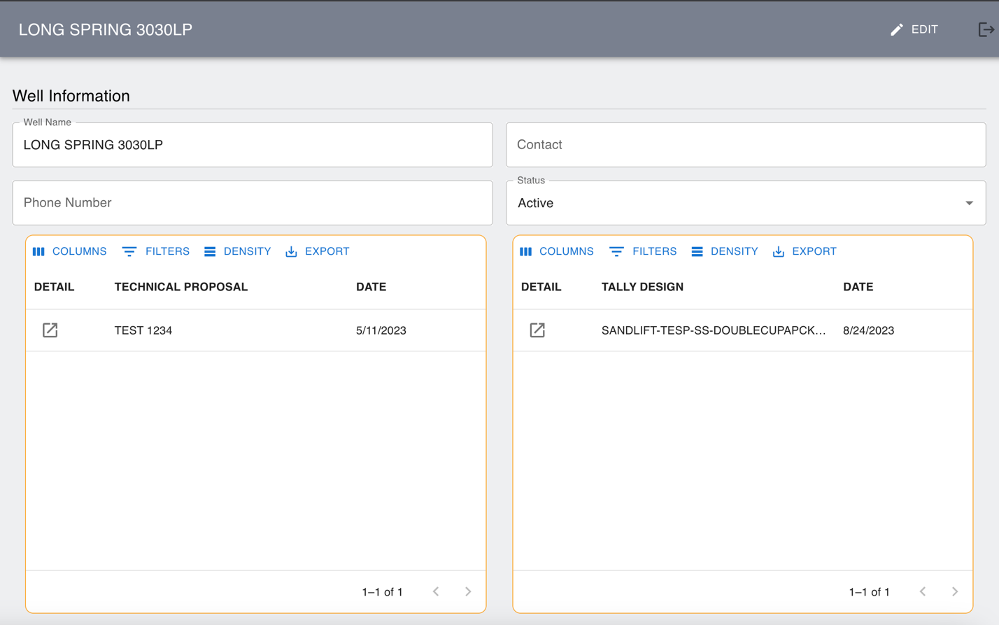 LONG SPRING 3030LP
EDIT
Well Information
Well Name
LONG SPRING 3030LP
Contact
Phone Number
Status
Active
COLUMNS FILTERS DENSITY EXPORT
DETAIL TECHNICAL PROPOSAL DATE
TEST 1234 5/11/2023
1–1 of 1
COLUMNS FILTERS DENSITY EXPORT
DETAIL TALLY DESIGN DATE
SANDLIFT-TESP-SS-DOUBLECUPAPCK... 8/24/2023
1–1 of 1